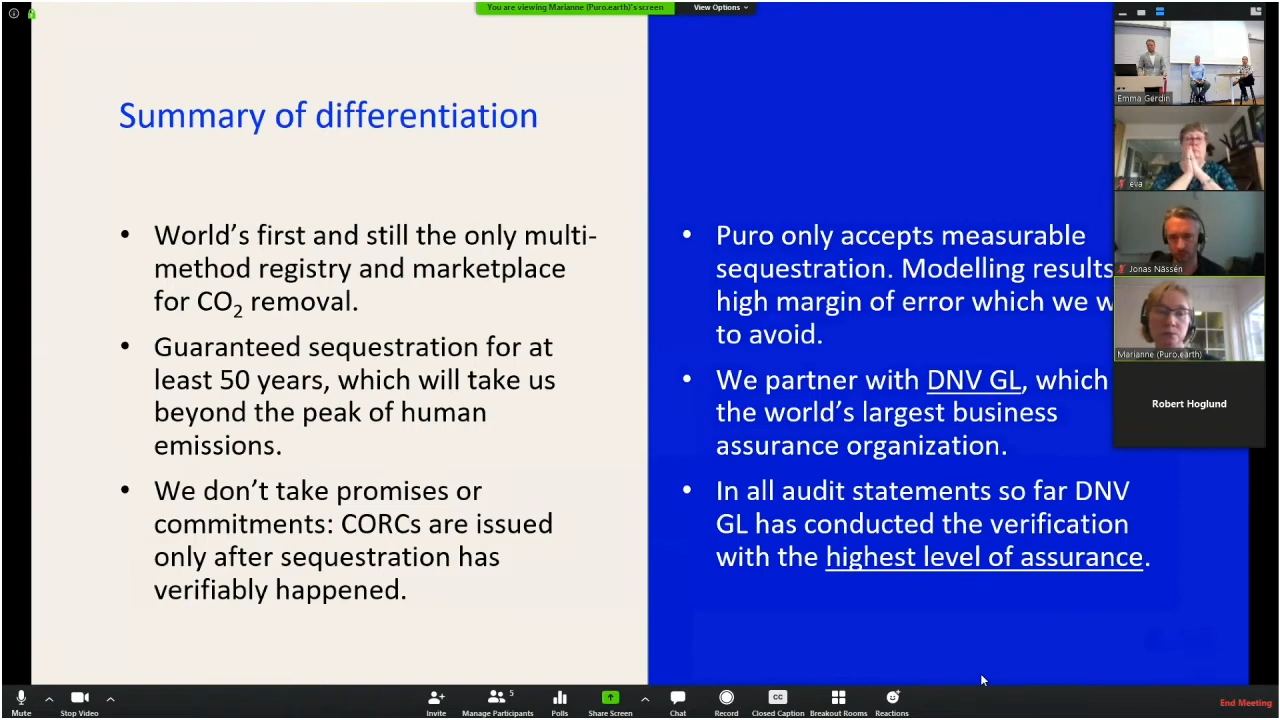 You are viewing Marianne (Puro.earth)'s screen
View Options
Summary of differentiation
• World's first and still the only multi-
method registry and marketplace
for CO₂ removal.
• Guaranteed sequestration for at
least 50 years, which will take us
beyond the peak of human
emissions.
• We don't take promises or
commitments: CORCs are issued
only after sequestration has
verifiably happened.
• Puro only accepts measurable
sequestration. Modelling results
high margin of error which we w
to avoid.
• We partner with DNV GL, which
the world's largest business
assurance organization.
• In all audit statements so far DNV
GL has conducted the verification
with the highest level of assurance.
Emma Gerdin
eva
Jonas Nässén
Marianne (Puro.earth)
Robert Hoglund
Mute
Stop Video
Invite
5
Manage Participants
Polls
Share Screen
Chat
Record
CC
Closed Caption
Breakout Rooms
Reactions
End Meeting